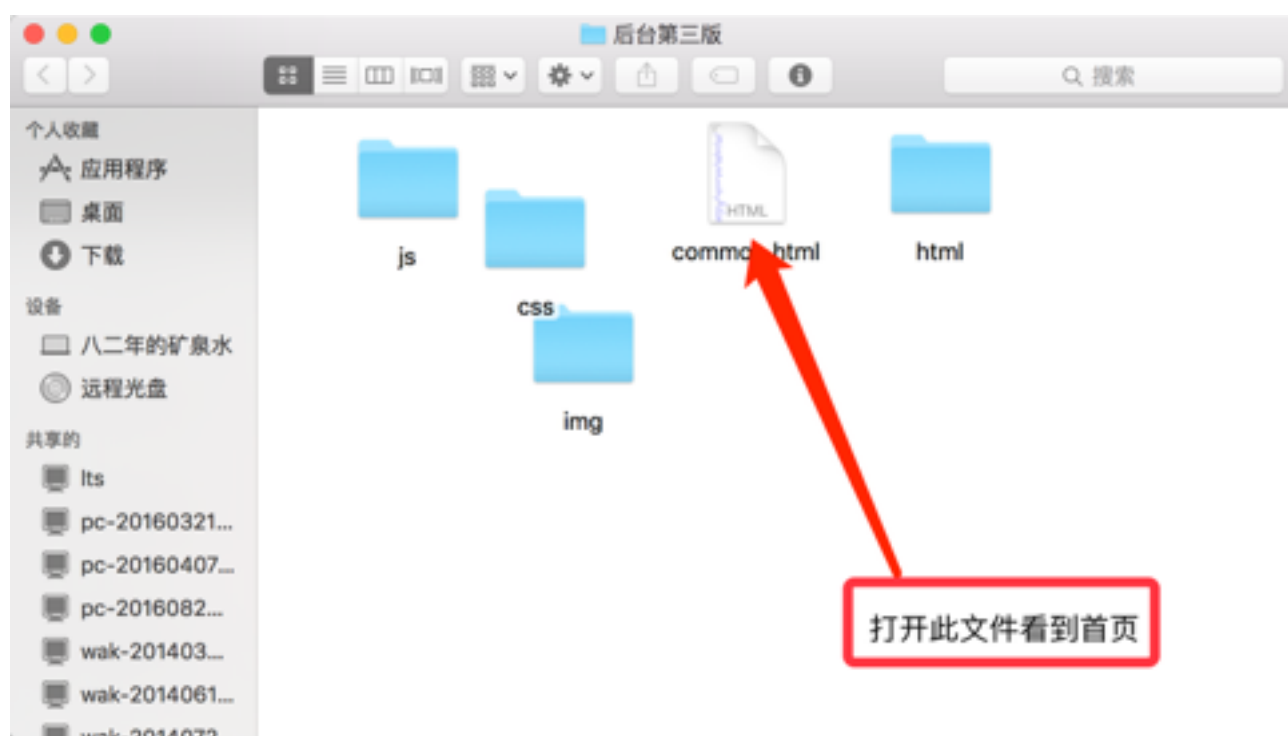 后台第三版
搜索
个人收藏
应用程序
桌面
下载
设备
八二年的矿泉水
远程光盘
共享的
lts
pc-20160321...
pc-20160407...
pc-2016082...
wak-201403...
wak-2014061...
js
css
img
HTML
html
打开此文件看到首页